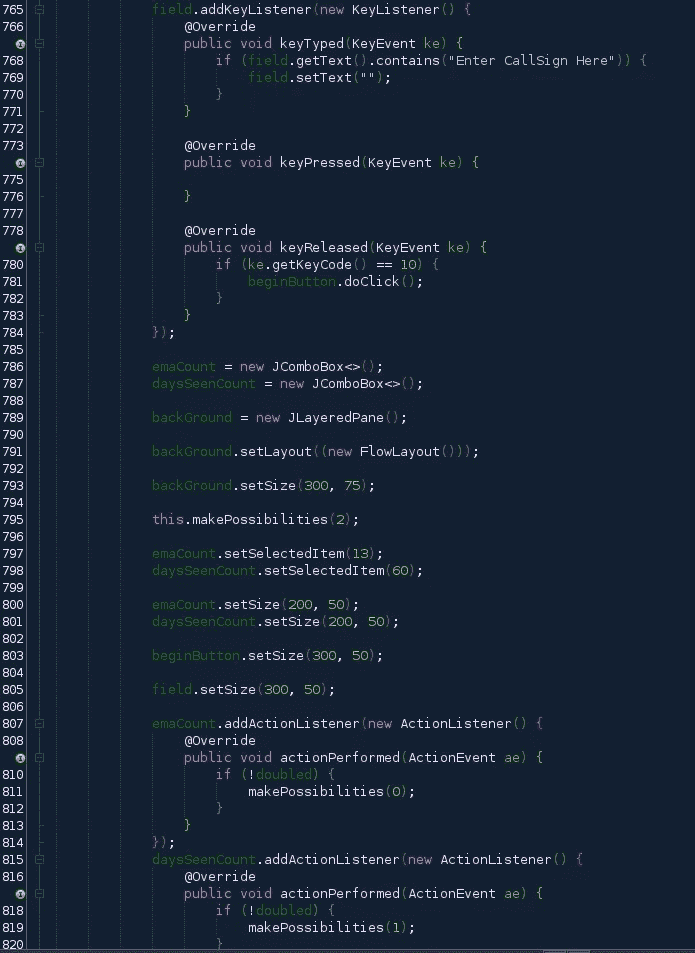 765 field.addKeyListener(new KeyListener() {
766 @Override
public void keyTyped(KeyEvent ke) {
768 if (field.getText().contains("Enter CallSign Here")) {
769 field.setText("");
770 }
771 }
772
773 @Override
public void keyPressed(KeyEvent ke) {
775
776 }
777
778 @Override
public void keyReleased(KeyEvent ke) {
780 if (ke.getKeyCode() == 10) {
781 beginButton.doClick();
782 }
783 }
784 });
785
786 emaCount = new JComboBox<>();
787 daysSeenCount = new JComboBox<>();
788
789 backGround = new JLayeredPane();
790
791 backGround.setLayout((new FlowLayout()));
792
793 backGround.setSize(300, 75);
794
795 this.makePossibilities(2);
796
797 emaCount.setSelectedItem(13);
798 daysSeenCount.setSelectedItem(60);
799
800 emaCount.setSize(200, 50);
801 daysSeenCount.setSize(200, 50);
802
803 beginButton.setSize(300, 50);
804
805 field.setSize(300, 50);
806
807 emaCount.addActionListener(new ActionListener() {
808 @Override
public void actionPerformed(ActionEvent ae) {
810 if (!doubled) {
811 makePossibilities(0);
812 }
813 }
814 });
815 daysSeenCount.addActionListener(new ActionListener() {
816 @Override
public void actionPerformed(ActionEvent ae) {
818 if (!doubled) {
819 makePossibilities(1);
820 }